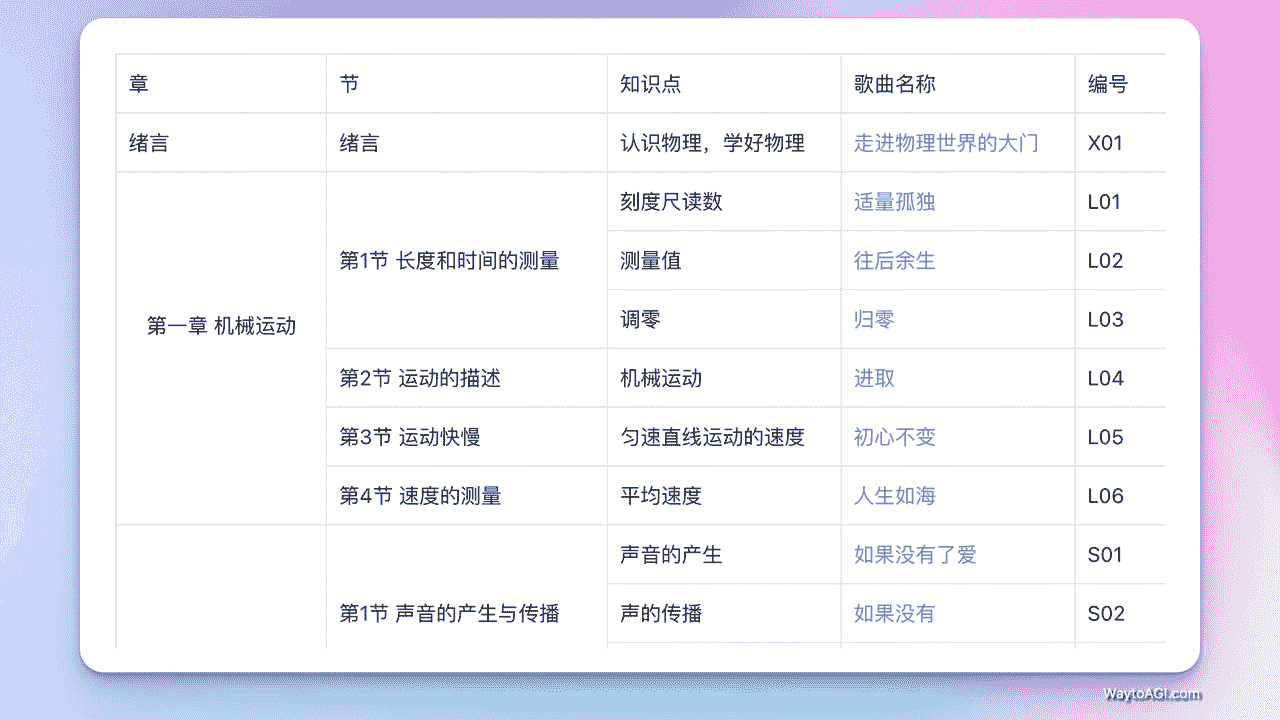 章 节 知识点 歌曲名称 编号
绪言 绪言 认识物理，学好物理 走进物理世界的大门 X01
刻度尺读数 适量孤独 L01
第1节 长度和时间的测量 测量值 往后余生 L02
第一章 机械运动 调零 归零 L03
第2节 运动的描述 机械运动 进取 L04
第3节 运动快慢 匀速直线运动的速度 初心不变 L05
第4节 速度的测量 平均速度 人生如海 L06
声音的产生 如果没有了爱 S01
第1节 声音的产生与传播 声的传播 如果没有 S02
WaytoAGI.com